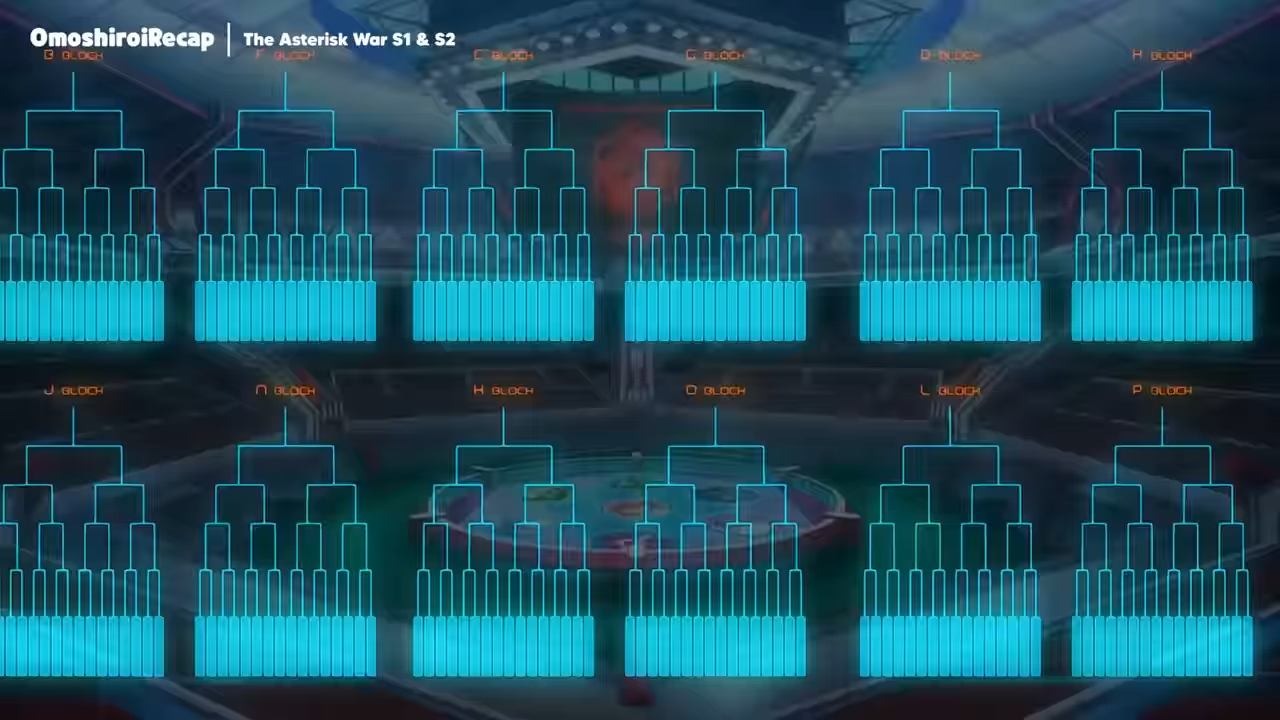 OmoshiroiRecap | The Asterisk War S1 & S2
B BLOCK
F BLOCK
C BLOCK
G BLOCK
D BLOCK
H BLOCK
J BLOCK
N BLOCK
K BLOCK
O BLOCK
L BLOCK
P BLOCK